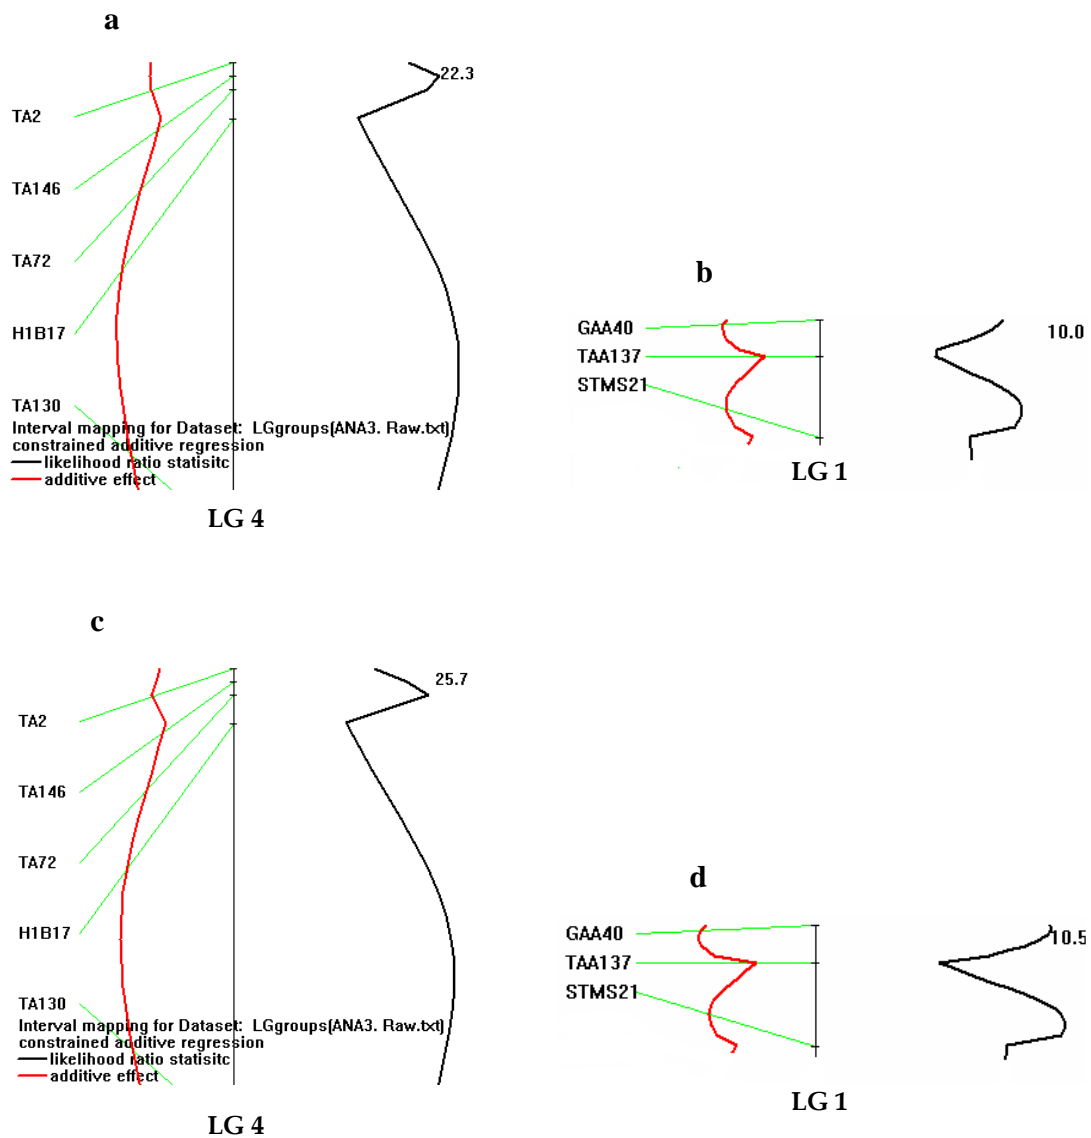 a
22.3
TA2
TA146
TA72
H1B17
TA130
Interval mapping for Dataset: LGgroups(ANA3. Raw.txt)
constrained additive regression
likelihood ratio statisitc
additive effect
LG 4
b
GAA40
10.0
TAA137
STMS21
LG 1
c
25.7
TA2
TA146
TA72
H1B17
TA130
Interval mapping for Dataset: LGgroups(ANA3. Raw.txt)
constrained additive regression
likelihood ratio statisitc
additive effect
LG 4
d
GAA40
10.5
TAA137
STMS21
LG 1